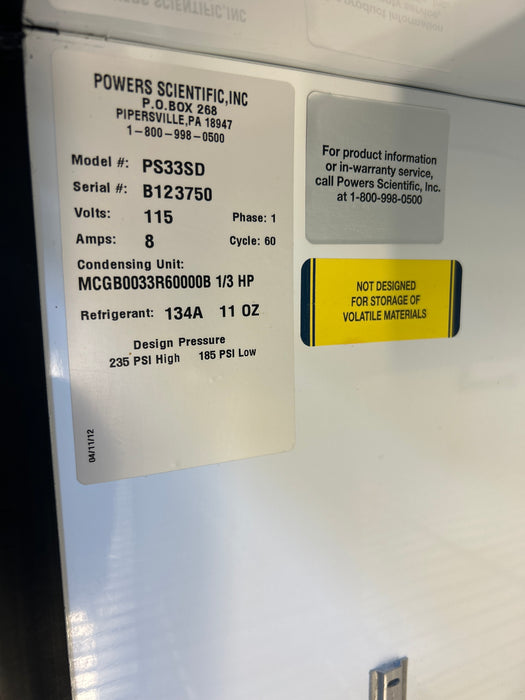 POWERS SCIENTIFIC,INC
P.O.BOX 268
PIPERSVILLE,PA 18947
1-800-998-0500
Model #: PS33SD
Serial #: B123750
Volts: 115 Phase: 1
Amps: 8 Cycle: 60
Condensing Unit:
MCGB0033R60000B 1/3 HP
Refrigerant: 134A 11 OZ
Design Pressure
235 PSI High 185 PSI Low
04/11/12
For product information
or in-warranty service,
call Powers Scientific, Inc.
at 1-800-998-0500
NOT DESIGNED
FOR STORAGE OF
VOLATILE MATERIALS